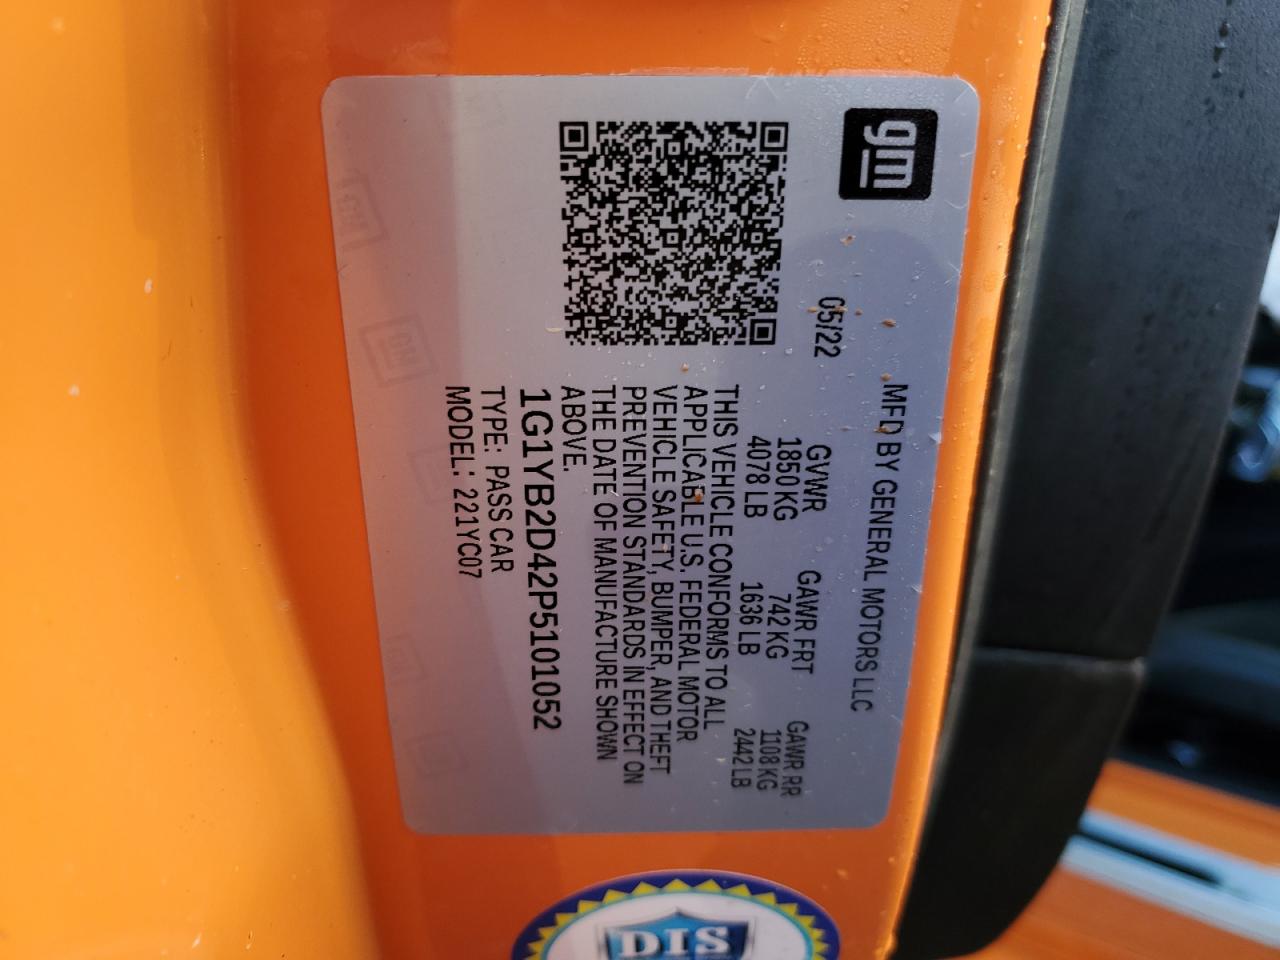 gm
MFD BY GENERAL MOTORS LLC
05/22
GVWR GAWR FRT GAWR RR
1850 KG 742 KG 1108 KG
4078 LB 1636 LB 2442 LB
THIS VEHICLE CONFORMS TO ALL
APPLICABLE U.S. FEDERAL MOTOR
VEHICLE SAFETY, BUMPER, AND THEFT
PREVENTION STANDARDS IN EFFECT ON
THE DATE OF MANUFACTURE SHOWN
ABOVE.
1G1YB2D42P5101052
TYPE: PASS CAR
MODEL: 221YC07
GM
GM
DIS